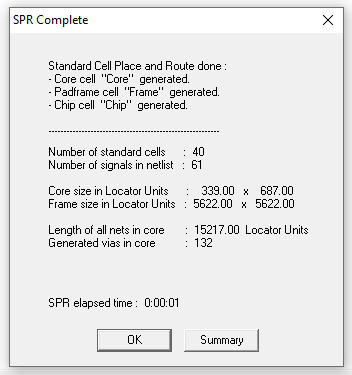 SPR Complete
Standard Cell Place and Route done :
- Core cell "Core" generated.
- Padframe cell "Frame" generated.
- Chip cell "Chip" generated.
--------------------------------------------------------
Number of standard cells : 40
Number of signals in netlist : 61
Core size in Locator Units : 339.00 x 687.00
Frame size in Locator Units : 5622.00 x 5622.00
Length of all nets in core : 15217.00 Locator Units
Generated vias in core : 132
SPR elapsed time : 0:00:01
OK Summary